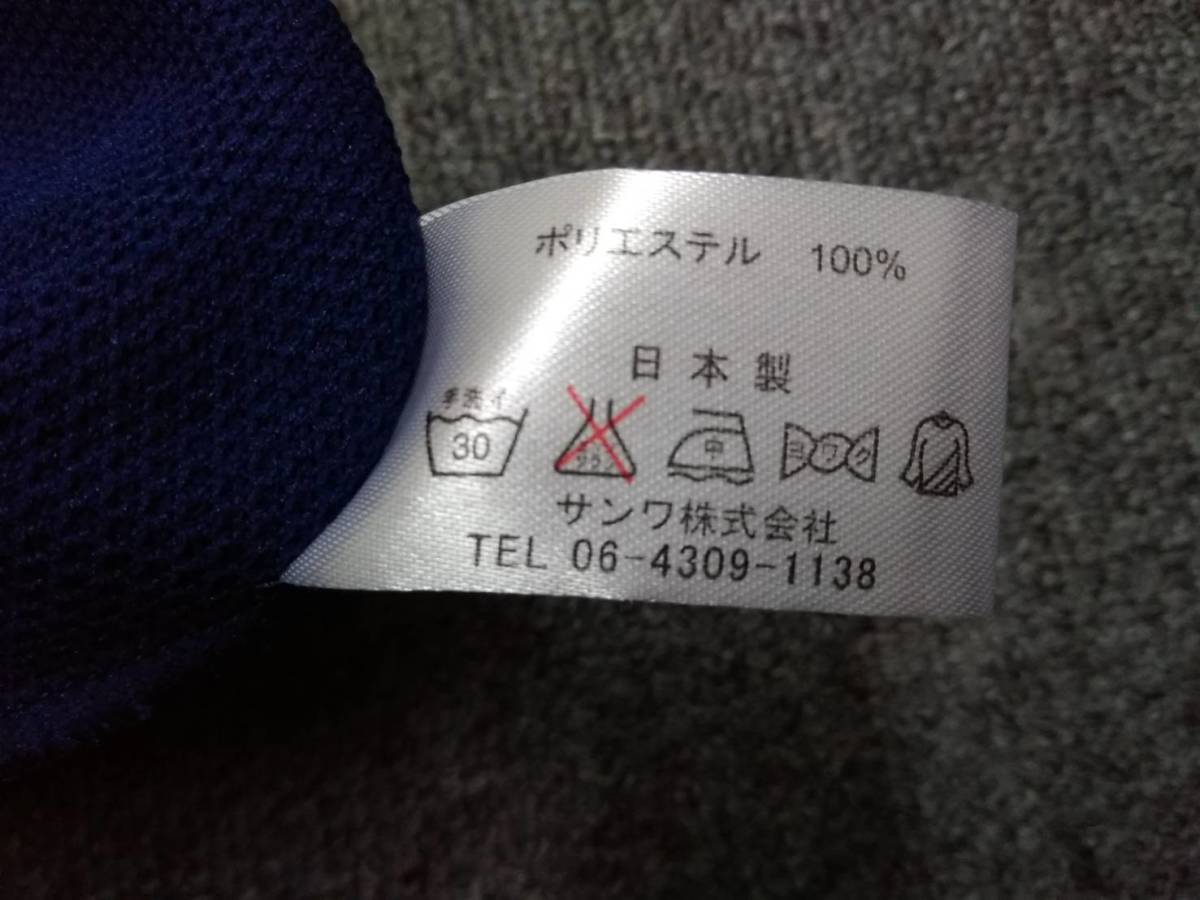 ポリエステル 100%
日本製
手洗イ
30
中
ヨワク
サンワ株式会社
TEL 06-4309-1138